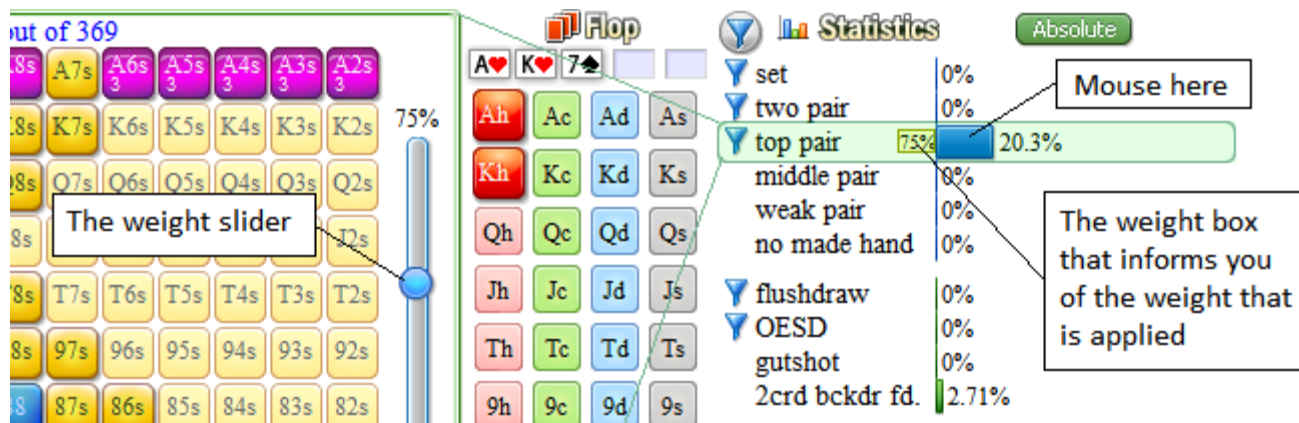 out of 369
Flop
Statistics
Absolute
K8s A7s A6s A5s A4s A3s A2s
3 3 3 3 3
K7s K6s K5s K4s K3s K2s
75%
Q7s Q6s Q5s Q4s Q3s Q2s
The weight slider
J2s
T7s T6s T5s T4s T3s T2s
97s 96s 95s 94s 93s 92s
87s 86s 85s 84s 83s 82s
A♥ K♥ 7♠
Ah Ac Ad As
Kh Kc Kd Ks
Qh Qc Qd Qs
Jh Jc Jd Js
Th Tc Td Ts
9h 9c 9d 9s
set 0%
two pair 0%
top pair 75% 20.3%
middle pair 0%
weak pair 0%
no made hand 0%
flushdraw 0%
OESD 0%
gutshot 0%
2crd bckdr fd. 2.71%
Mouse here
The weight box
that informs you
of the weight that
is applied